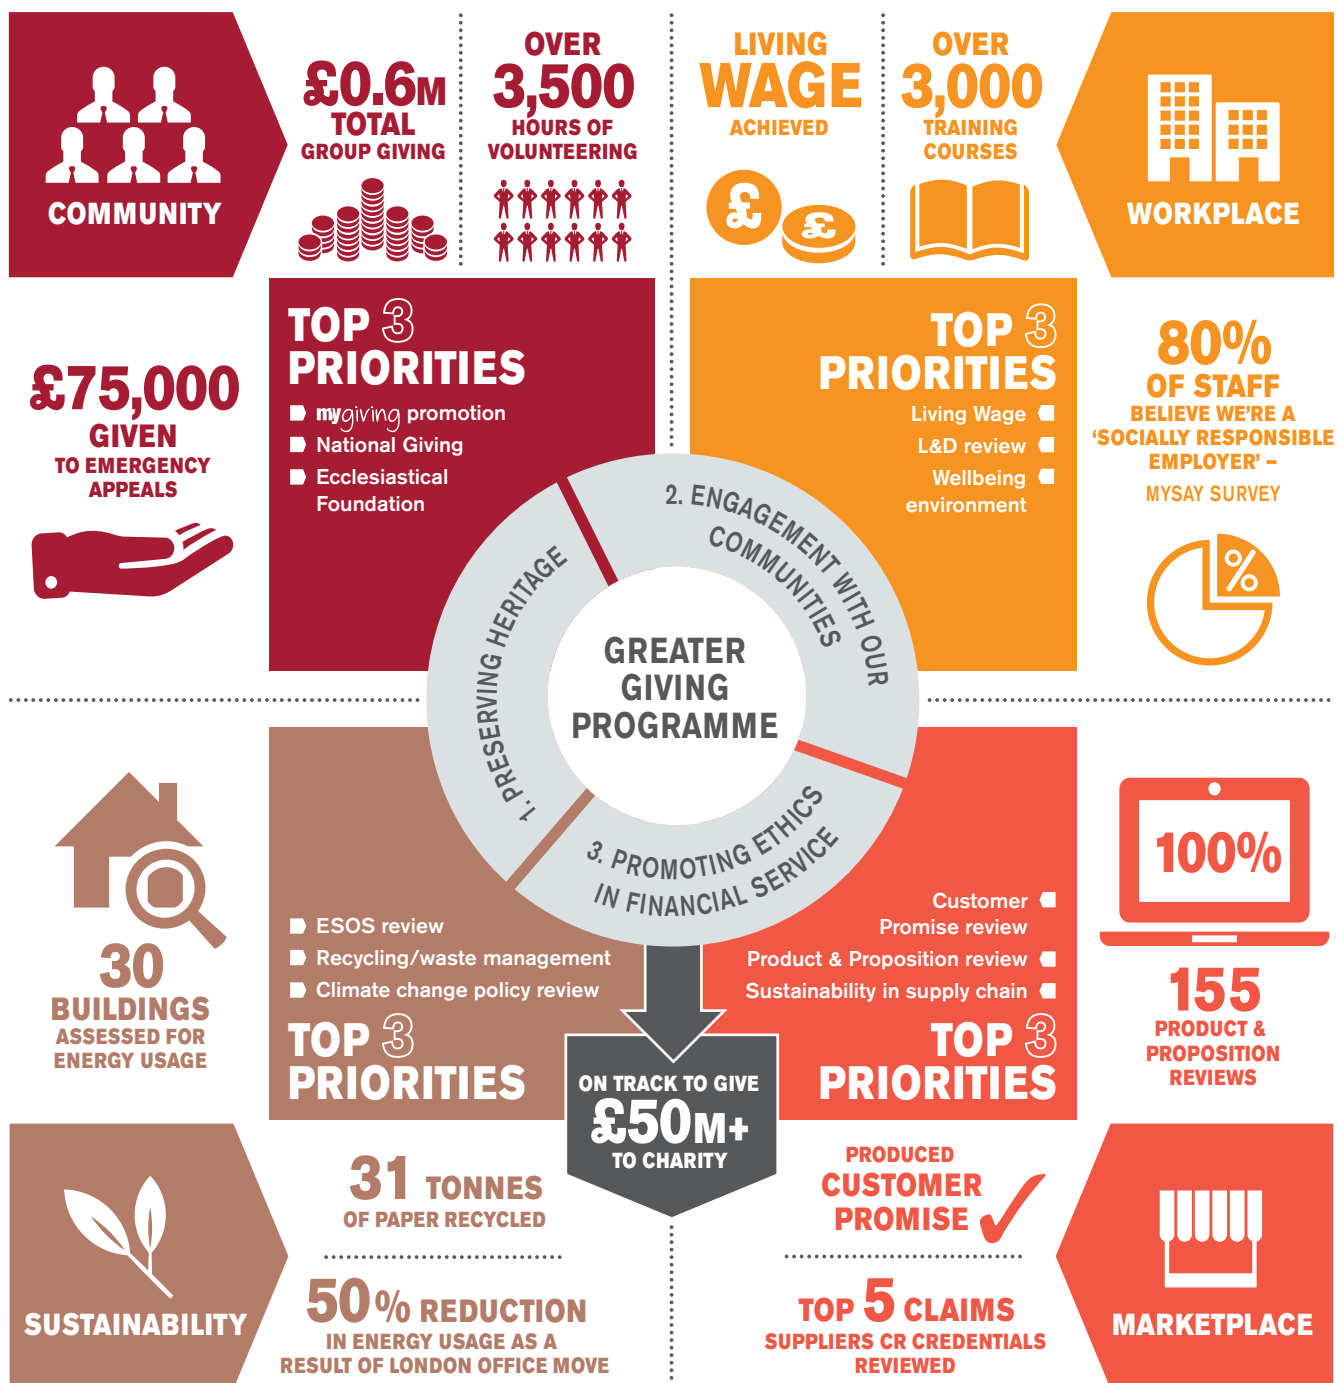 COMMUNITY
£0.6M
TOTAL
GROUP GIVING
OVER
3,500
HOURS OF
VOLUNTEERING
£75,000
GIVEN
TO EMERGENCY
APPEALS
TOP 3
PRIORITIES
mygiving promotion
National Giving
Ecclesiastical
Foundation
LIVING
WAGE
ACHIEVED
£
£
OVER
3,000
TRAINING
COURSES
WORKPLACE
TOP 3
PRIORITIES
Living Wage
L&D review
Wellbeing
environment
80%
OF STAFF
BELIEVE WE'RE A
‘SOCIALLY RESPONSIBLE
EMPLOYER’ –
MYSAY SURVEY
%
GREATER
GIVING
PROGRAMME
1. PRESERVING HERITAGE
2. ENGAGEMENT WITH OUR
COMMUNITIES
3. PROMOTING ETHICS
IN FINANCIAL SERVICE
30
BUILDINGS
ASSESSED FOR
ENERGY USAGE
ESOS review
Recycling/waste management
Climate change policy review
TOP 3
PRIORITIES
SUSTAINABILITY
31 TONNES
OF PAPER RECYCLED
50% REDUCTION
IN ENERGY USAGE AS A
RESULT OF LONDON OFFICE MOVE
ON TRACK TO GIVE
£50M+
TO CHARITY
Customer
Promise review
Product & Proposition review
Sustainability in supply chain
TOP 3
PRIORITIES
100%
155
PRODUCT &
PROPOSITION
REVIEWS
PRODUCED
CUSTOMER
PROMISE
TOP 5 CLAIMS
SUPPLIERS CR CREDENTIALS
REVIEWED
MARKETPLACE